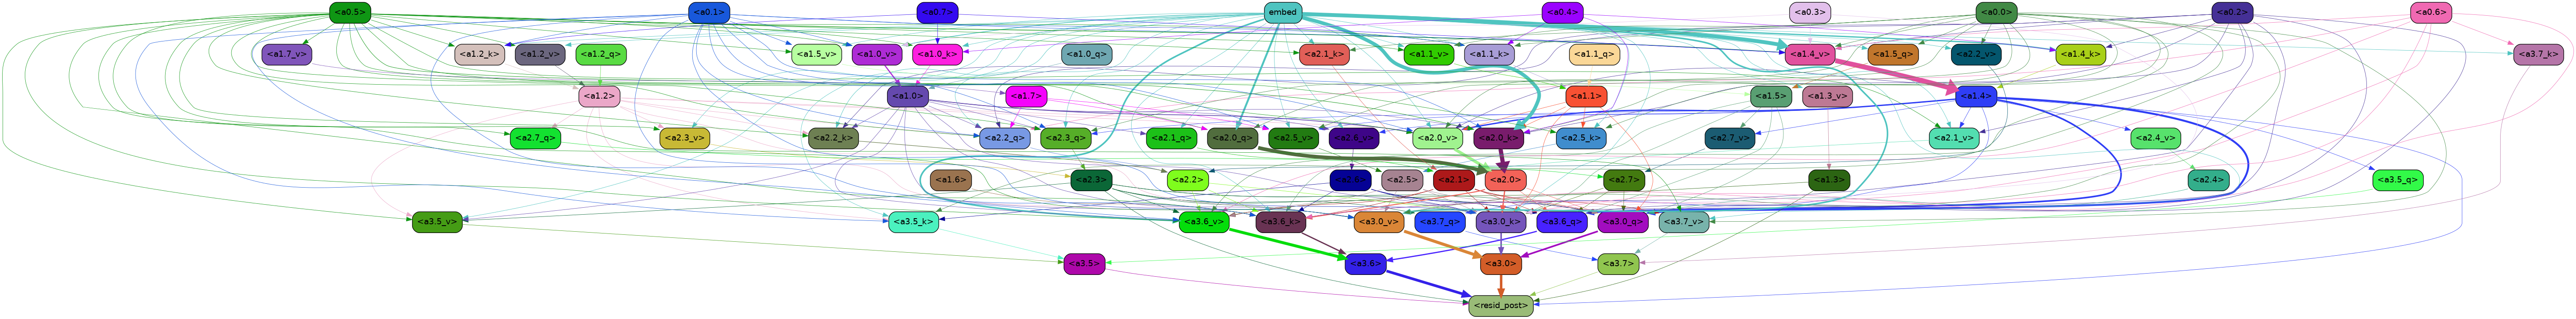 <a0.5> <a0.1> <a0.7> embed <a0.4> <a0.3> <a0.0> <a0.2> <a0.6>
<a1.7_v> <a1.2_k> <a1.2_v> <a1.2_q> <a1.5_v> <a1.0_v> <a1.0_k> <a1.0_q> <a2.1_k> <a1.1_v> <a1.1_k> <a1.1_q> <a1.4_v> <a1.5_q> <a2.2_v> <a1.4_k> <a3.7_k>
<a1.2> <a1.0> <a1.7> <a1.1> <a1.5> <a1.3_v> <a1.4>
<a2.7_q> <a2.3_v> <a2.2_k> <a2.2_q> <a2.3_q> <a2.1_q> <a2.0_q> <a2.5_v> <a2.6_v> <a2.0_v> <a2.0_k> <a2.5_k> <a2.7_v> <a2.1_v> <a2.4_v>
<a1.6> <a2.3> <a2.2> <a2.6> <a2.5> <a2.1> <a2.0> <a2.7> <a1.3> <a3.5_q> <a2.4>
<a3.5_v> <a3.5_k> <a3.6_v> <a3.6_k> <a3.0_v> <a3.7_q> <a3.0_k> <a3.6_q> <a3.0_q> <a3.7_v>
<a3.5> <a3.6> <a3.0> <a3.7>
<resid_post>